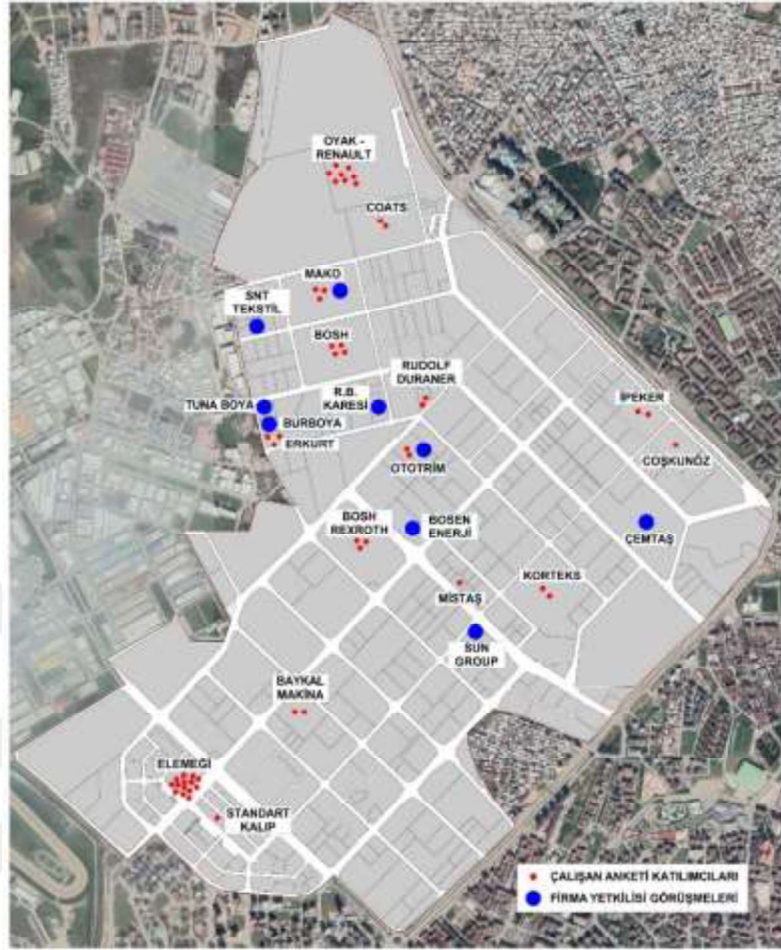 OYAK -
RENAULT
COATS
MAKO
SNT
TEKSTİL
BOSH
RUDOLF
DURANER
TUNA BOYA
R.B.
KARESİ
İPEKER
BURBOYA
ERKURT
COŞKUNÖZ
OTOTRİM
BOSH
REXROTH
BOSEN
ENERJİ
ÇEMTAŞ
KORTEKS
MİSTAŞ
SUN
GROUP
BAYKAL
MAKİNA
ELEMEĞİ
STANDART
KALIP
ÇALIŞAN ANKETİ KATILIMCILARI
FİRMA YETKİLİSİ GÖRÜŞMELERİ